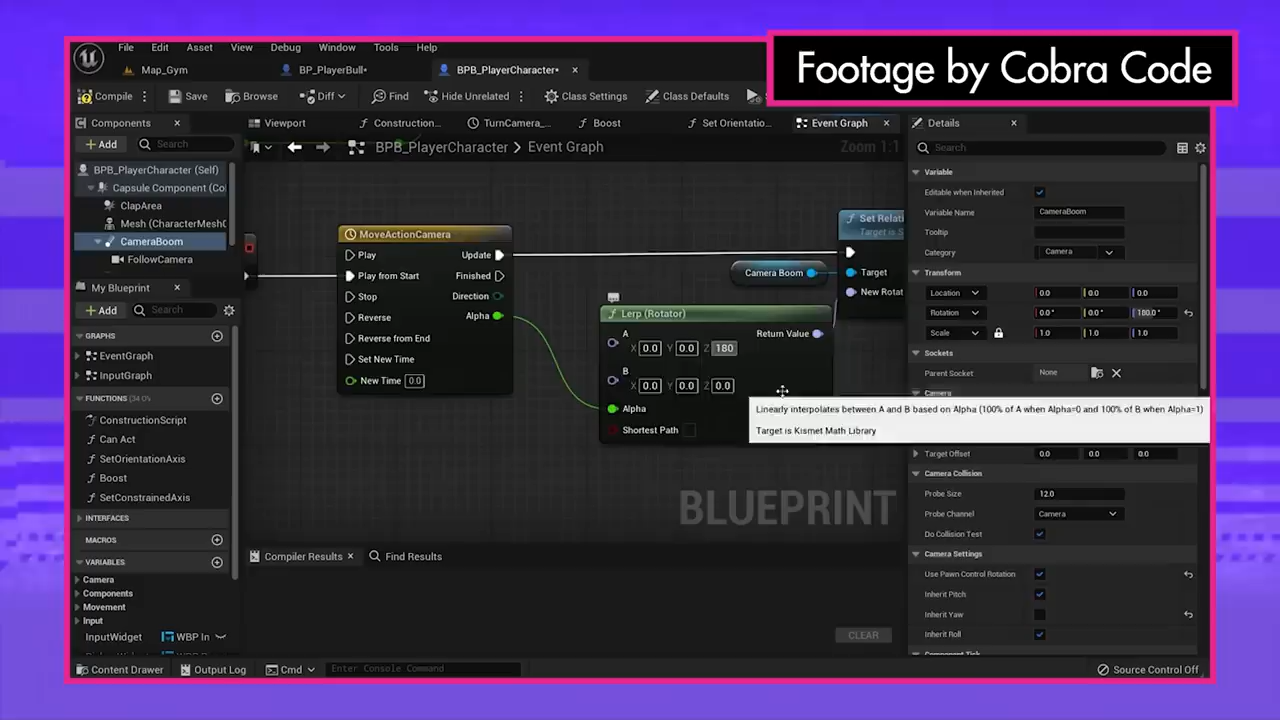 Footage by Cobra Code
File Edit Asset View Debug Window Tools Help
Map_Gym BP_PlayerBull• BPB_PlayerCharacter•
Compile Save Browse Diff Find Hide Unrelated Class Settings Class Defaults
Components
Add Search
BPB_PlayerCharacter (Self)
Capsule Component (Co
ClapArea
Mesh (CharacterMesh
CameraBoom
FollowCamera
My Blueprint
Add Search
GRAPHS
EventGraph
InputGraph
FUNCTIONS
ConstructionScript
Can Act
SetOrientationAxis
Boost
SetConstrainedAxis
INTERFACES
MACROS
VARIABLES
Camera
Components
Movement
Input
InputWidget WBP In
Viewport Construction... TurnCamera_... Boost Set Orientatio... Event Graph
BPB_PlayerCharacter > Event Graph Zoom 1:1
MoveActionCamera
Play Update
Play from Start Finished
Stop Direction
Reverse Alpha
Reverse from End
Set New Time
New Time 0.0
Lerp (Rotator)
A Return Value
X 0.0 Y 0.0 Z 180
B
X 0.0 Y 0.0 Z 0.0
Alpha
Shortest Path
Camera Boom
Set Relati
Target is S
Target
New Rotat
Linearly interpolates between A and B based on Alpha (100% of A when Alpha=0 and 100% of B when Alpha=1)
Target is Kismet Math Library
BLUEPRINT
Compiler Results Find Results
CLEAR
Details
Search
Variable
Editable when Inherited
Variable Name CameraBoom
Tooltip
Category Camera
Transform
Location 0.0 0.0 0.0
Rotation 0.0° 0.0° 180.0°
Scale 1.0 1.0 1.0
Sockets
Parent Socket None
Camera
Target Offset 0.0 0.0 0.0
Camera Collision
Probe Size 12.0
Probe Channel Camera
Do Collision Test
Camera Settings
Use Pawn Control Rotation
Inherit Pitch
Inherit Yaw
Inherit Roll
Component Tick
Content Drawer Output Log Cmd Enter Console Command Source Control Off